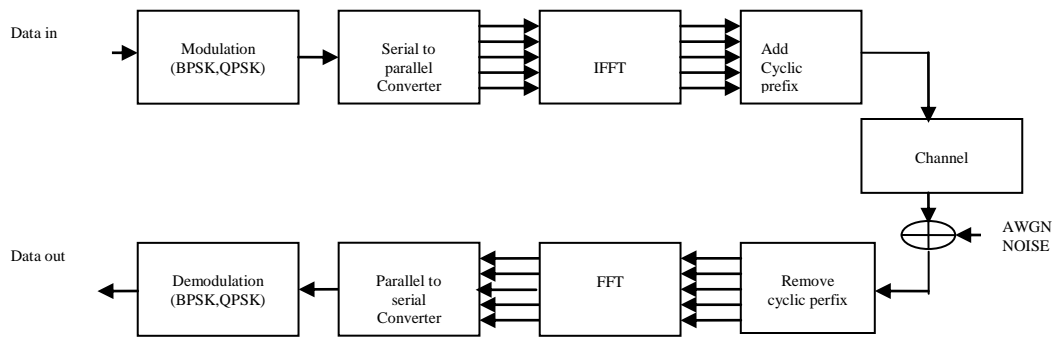 Data in
Modulation
(BPSK,QPSK)
Serial to
parallel
Converter
IFFT
Add
Cyclic
prefix
Channel
AWGN
NOISE
Data out
Demodulation
(BPSK,QPSK)
Parallel to
serial
Converter
FFT
Remove
cyclic perfix